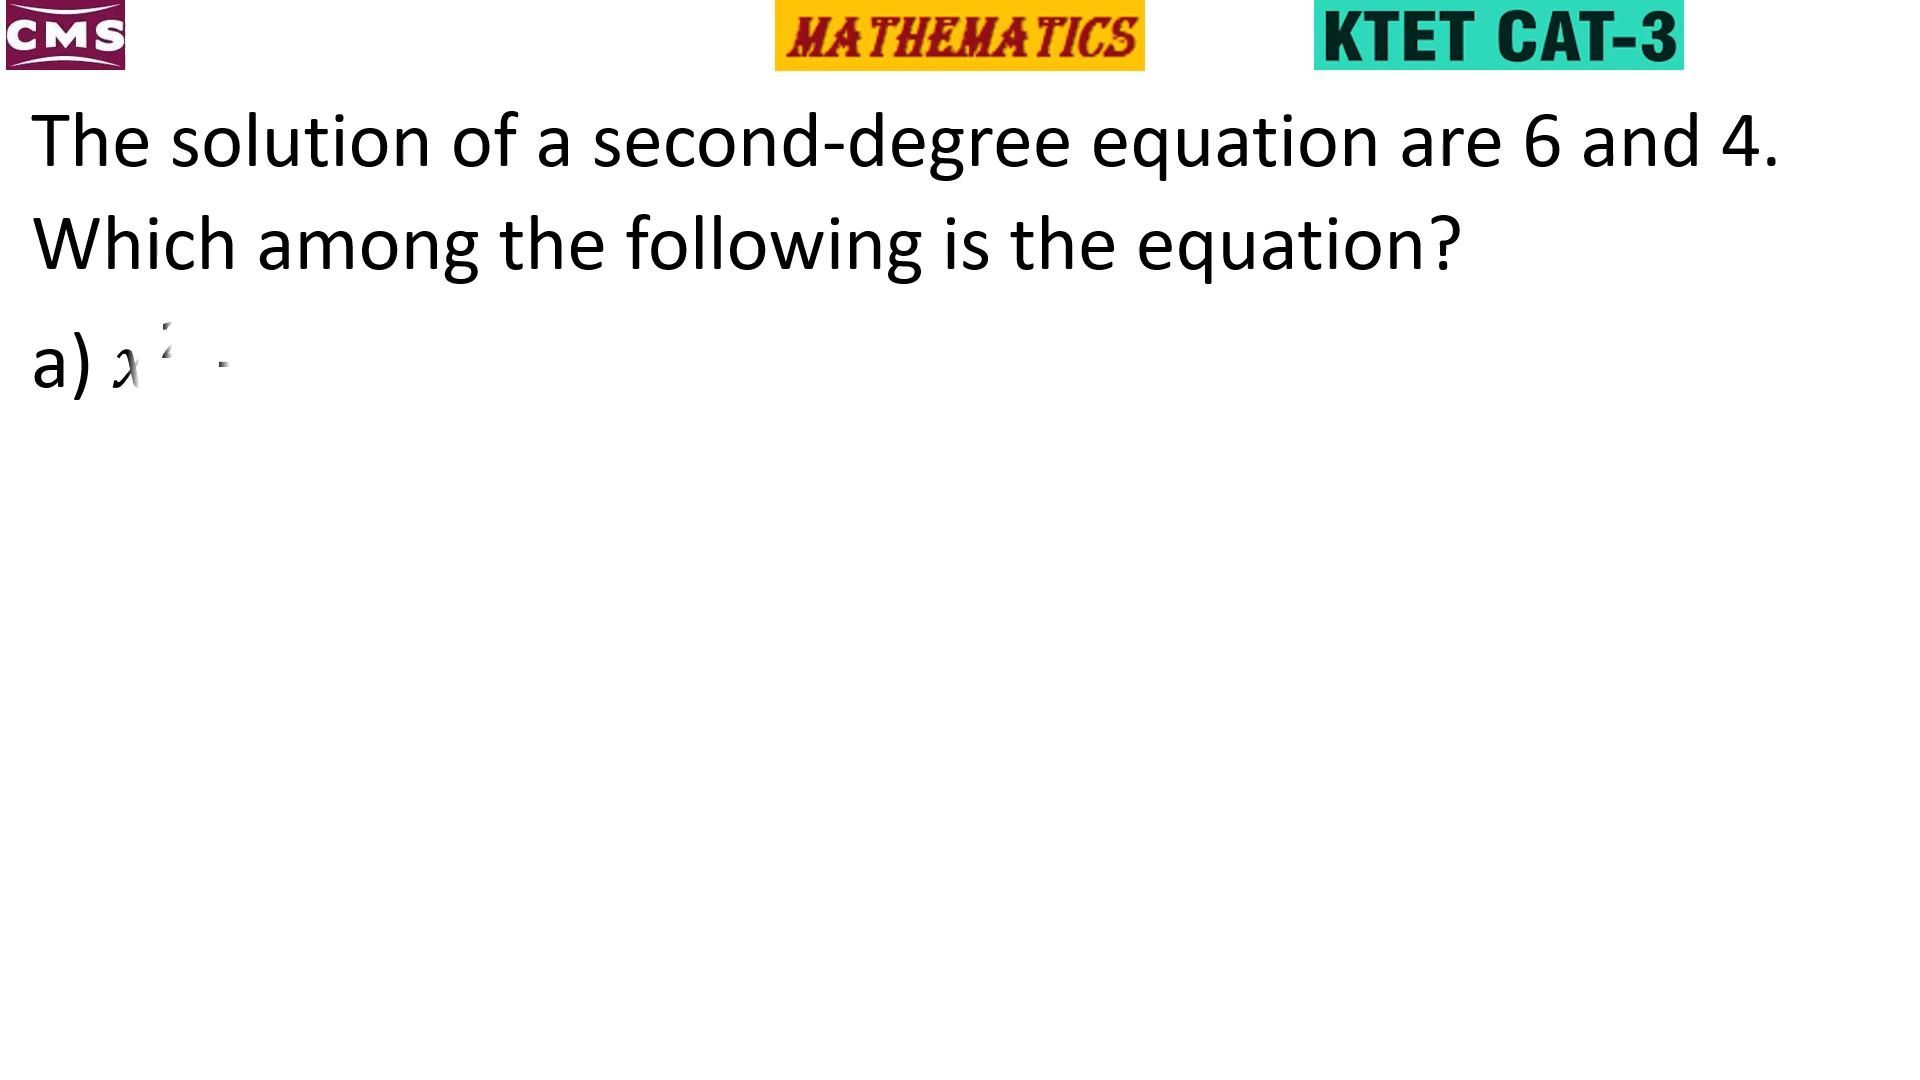 CMS
MATHEMATICS
KTET CAT-3
The solution of a second-degree equation are 6 and 4.
Which among the following is the equation?
a) x